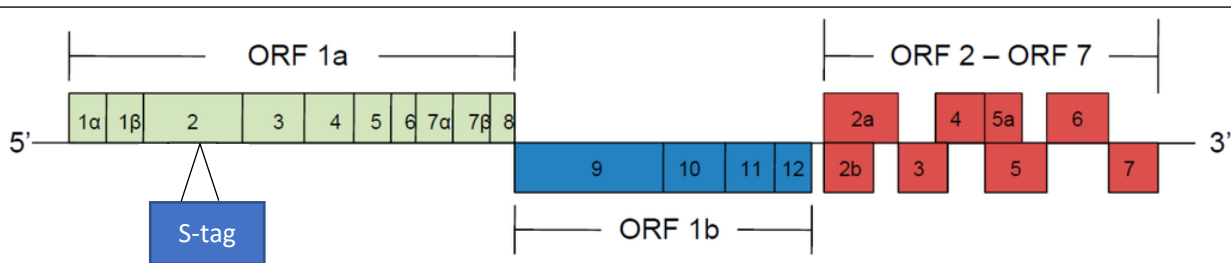 ORF 1a
ORF 2 – ORF 7
1α 1β 2 3 4 5 6 7α 7β 8
2a 4 5a 6
5’ 3’
9 10 11 12
2b 3 5 7
S-tag
ORF 1b